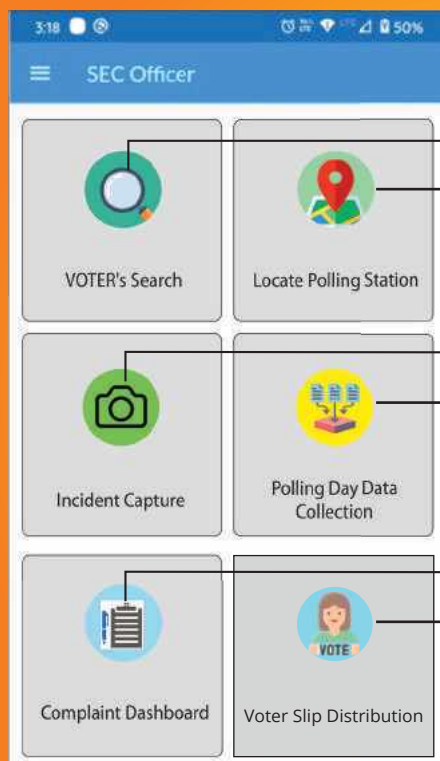 3:18
50%
SEC Officer
VOTER's Search
Locate Polling Station
Incident Capture
Polling Day Data
Collection
VOTE
Complaint Dashboard
Voter Slip Distribution